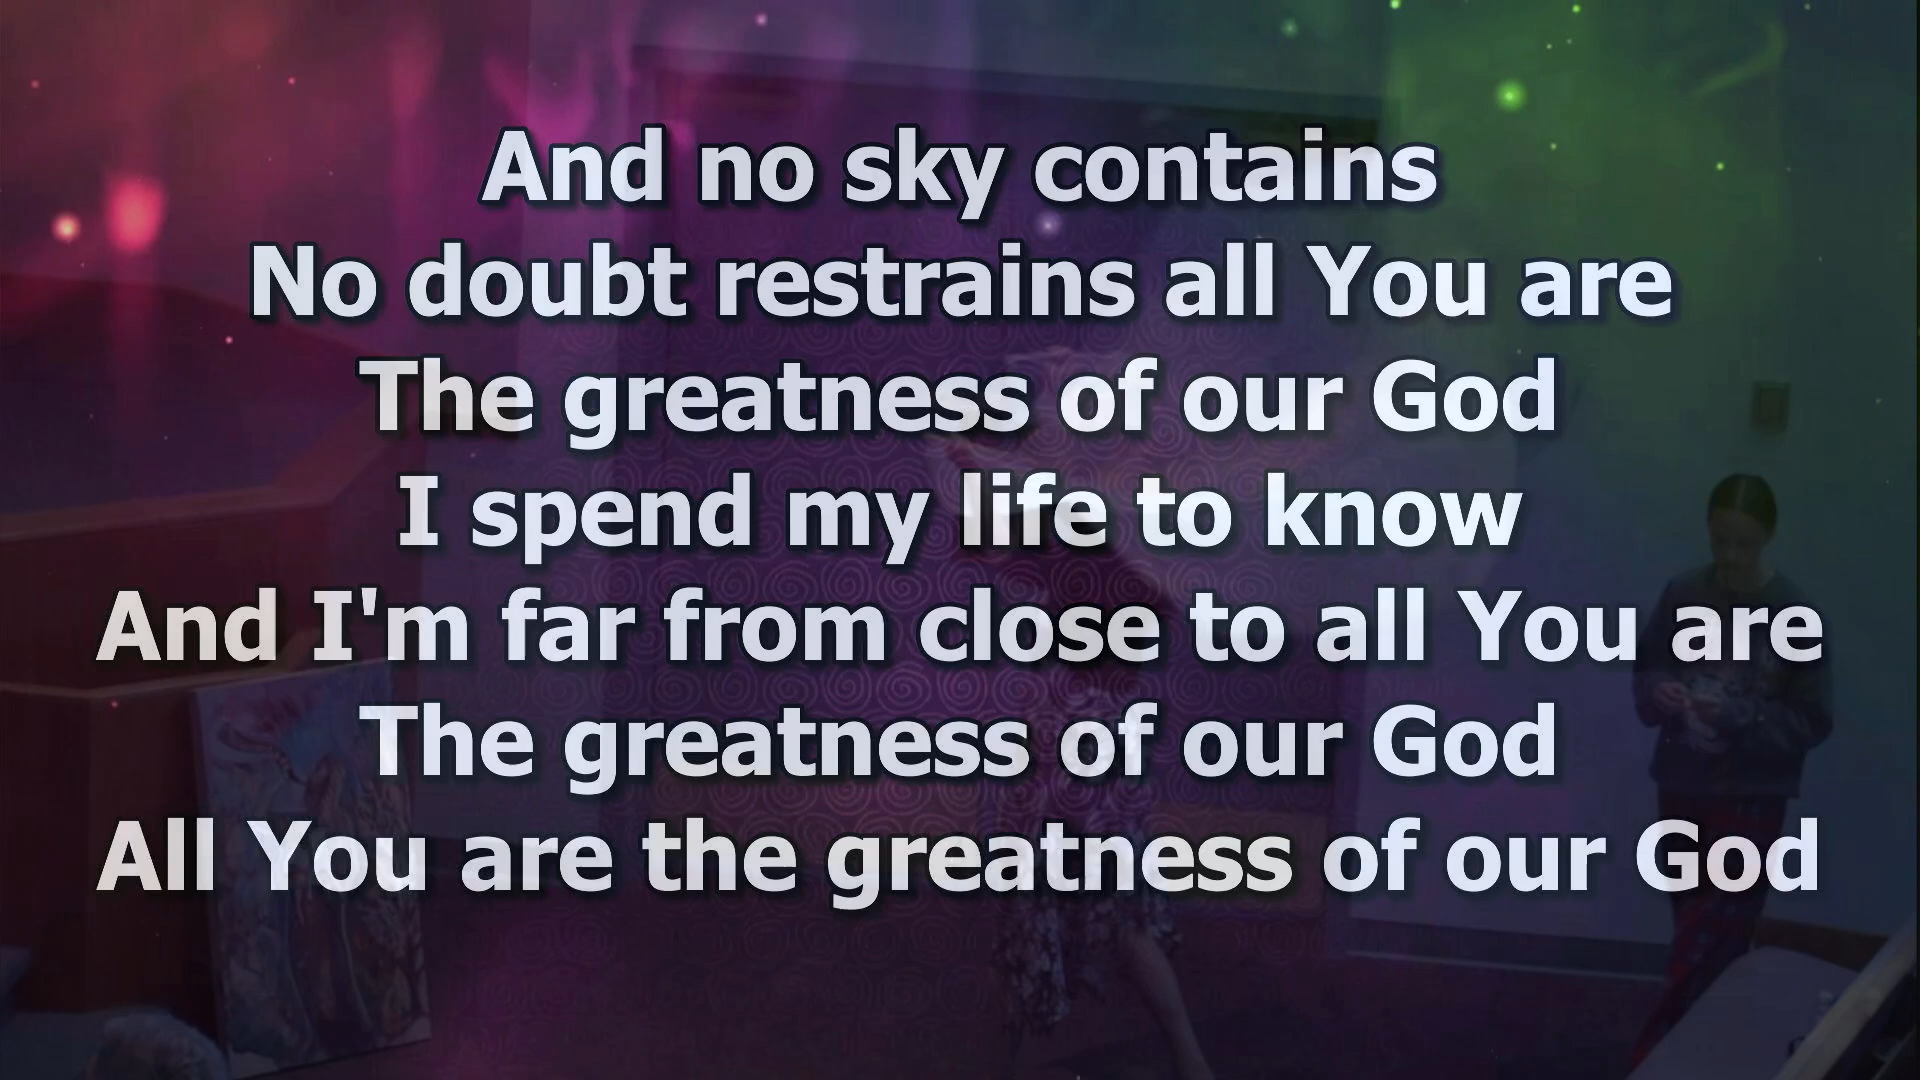 And no sky contains
No doubt restrains all You are
The greatness of our God
I spend my life to know
And I'm far from close to all You are
The greatness of our God
All You are the greatness of our God